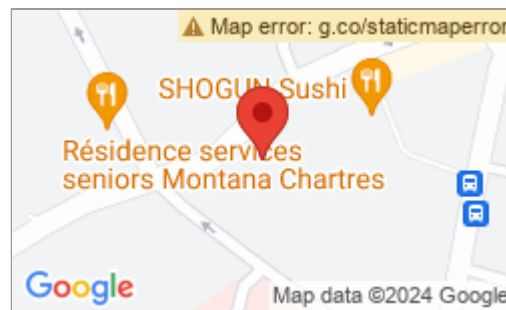 Map error: g.co/staticmaperror
SHOGUN Sushi
Résidence services
seniors Montana Chartres
Google
Map data ©2024 Google